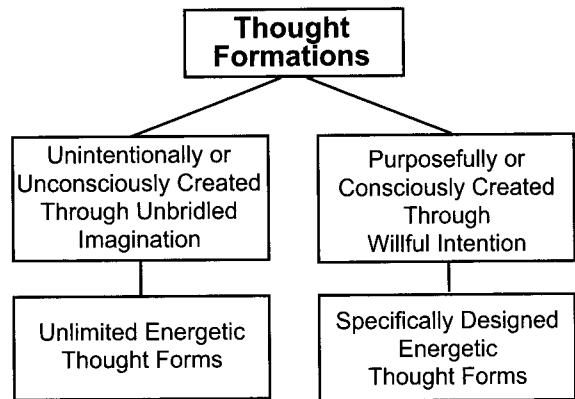 Thought
Formations
Unintentionally or
Unconsciously Created
Through Unbridled
Imagination
Purposefully or
Consciously Created
Through
Willful Intention
Unlimited Energetic
Thought Forms
Specifically Designed
Energetic
Thought Forms